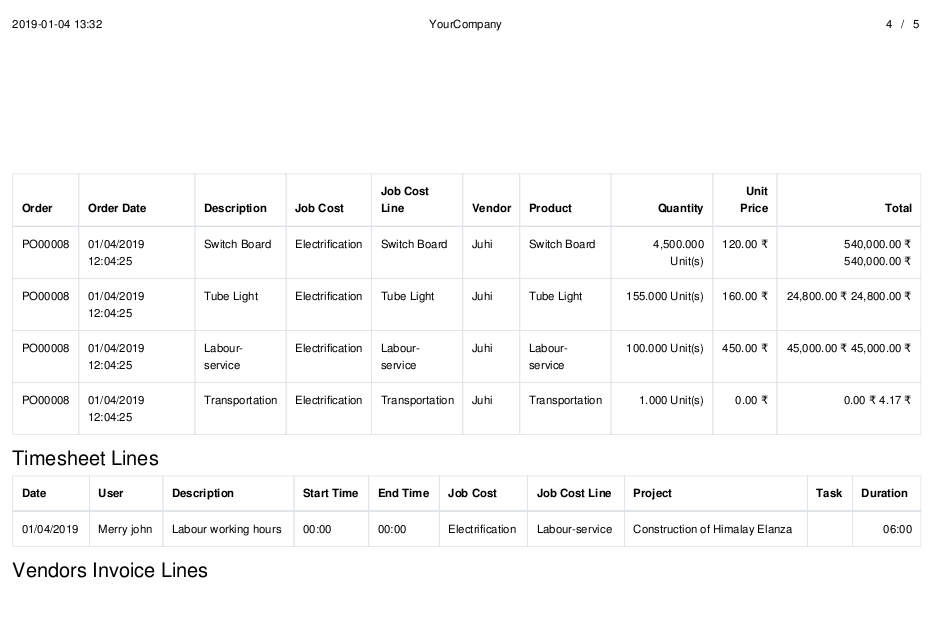 2019-01-04 13:32 YourCompany 4 / 5
Order Order Date Description Job Cost Job Cost Line Vendor Product Quantity Unit Price Total
PO00008 01/04/2019 Switch Board Electrification Switch Board Juhi Switch Board 4,500.000 120.00 ₹ 540,000.00 ₹
12:04:25 Unit(s) 540,000.00 ₹
PO00008 01/04/2019 Tube Light Electrification Tube Light Juhi Tube Light 155.000 Unit(s) 160.00 ₹ 24,800.00 ₹ 24,800.00 ₹
12:04:25
PO00008 01/04/2019 Labour- Electrification Labour- Juhi Labour- 100.000 Unit(s) 450.00 ₹ 45,000.00 ₹ 45,000.00 ₹
12:04:25 service service service
PO00008 01/04/2019 Transportation Electrification Transportation Juhi Transportation 1.000 Unit(s) 0.00 ₹ 0.00 ₹ 4.17 ₹
12:04:25
Timesheet Lines
Date User Description Start Time End Time Job Cost Job Cost Line Project Task Duration
01/04/2019 Merry john Labour working hours 00:00 00:00 Electrification Labour-service Construction of Himalay Elanza 06:00
Vendors Invoice Lines